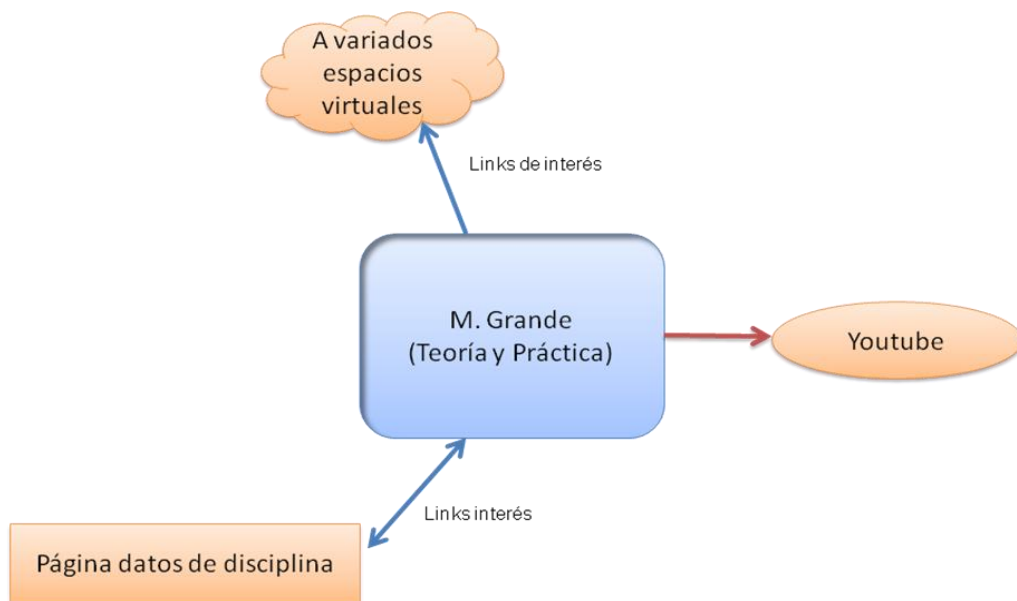 A variados
espacios
virtuales
Links de interés
M. Grande
(Teoría y Práctica)
Youtube
Links interés
Página datos de disciplina